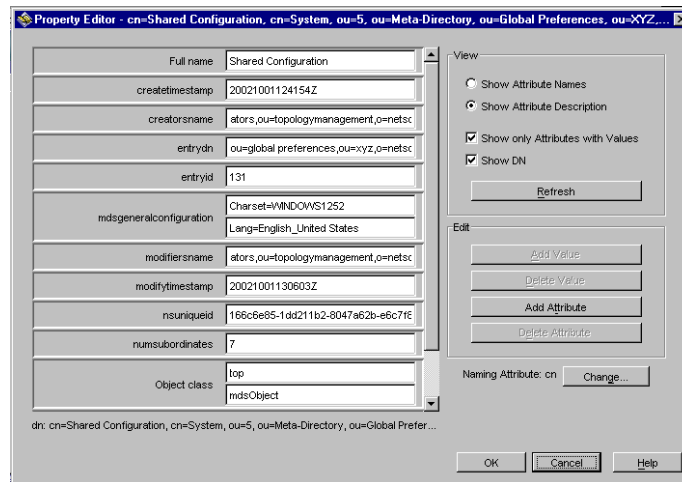 Property Editor - cn=Shared Configuration, cn=System, ou=5, ou=Meta-Directory, ou=Global Preferences, ou=XYZ,...
Full name Shared Configuration
createtimestamp 20021001124154Z
creatorsname ators,ou=topologymanagement,o=netsc
entrydn ou=global preferences,ou=xyz,o=netsc
entryid 131
mdsgeneralconfiguration Charset=WINDOWS1252
Lang=English_United States
modifiersname ators,ou=topologymanagement,o=netsc
modifytimestamp 20021001130603Z
nsuniqueid 166c6e85-1dd211b2-8047a62b-e6c7f8
numsubordinates 7
Object class top
mdsObject
dn: cn=Shared Configuration, cn=System, ou=5, ou=Meta-Directory, ou=Global Prefer...
View
Show Attribute Names
Show Attribute Description
Show only Attributes with Values
Show DN
Refresh
Edit
Add Value
Delete Value
Add Attribute
Delete Attribute
Naming Attribute: cn Change...
OK Cancel Help